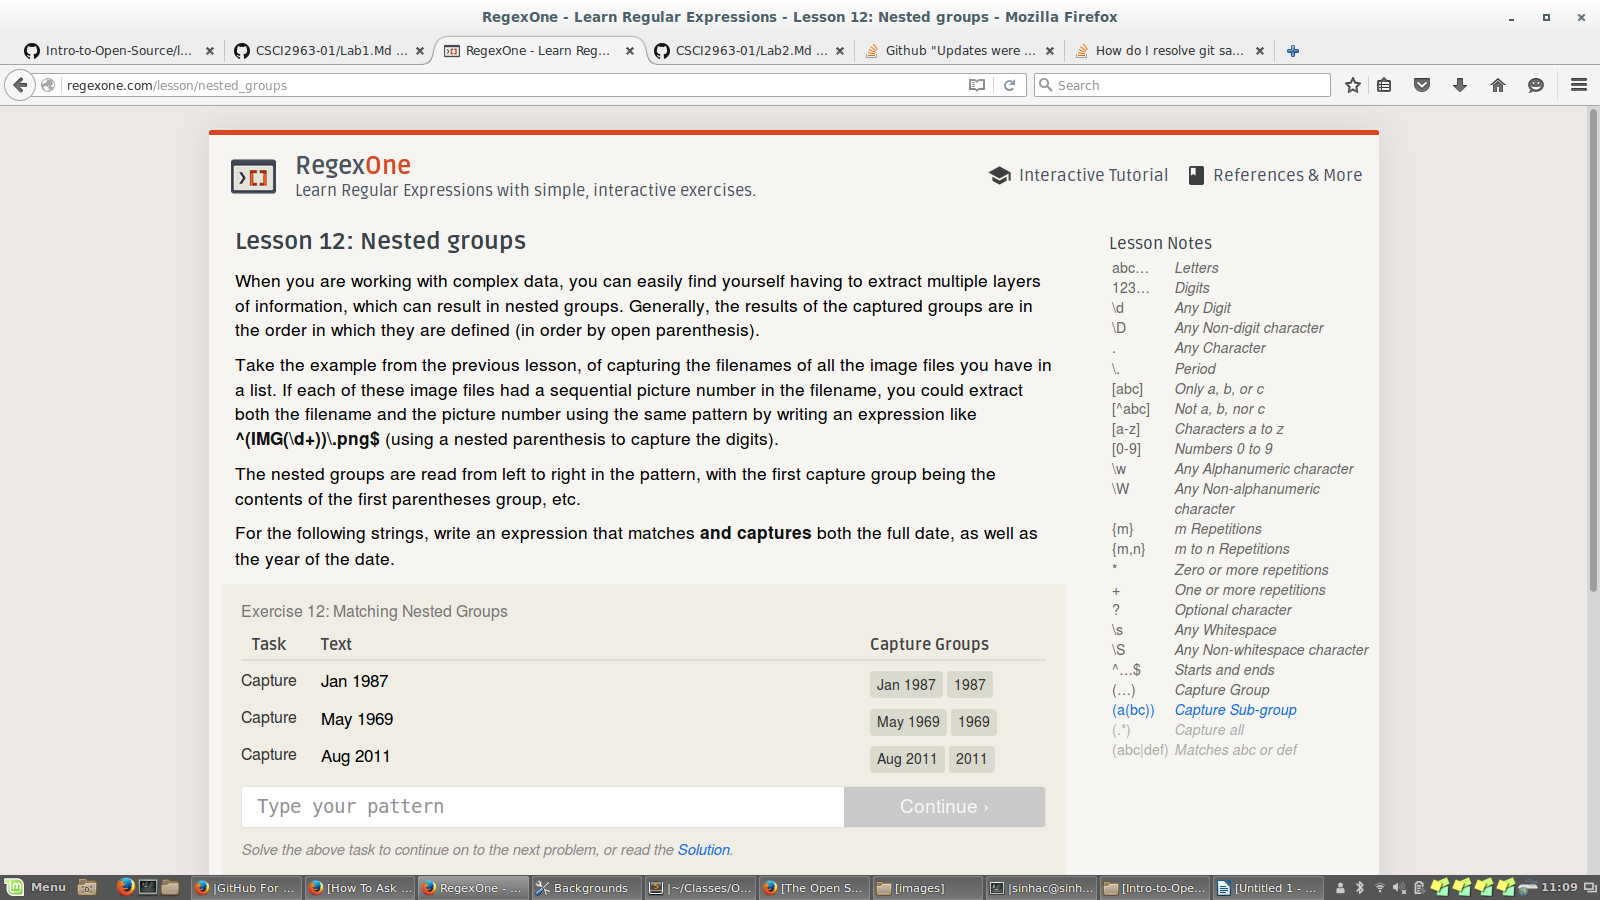 RegexOne - Learn Regular Expressions - Lesson 12: Nested groups - Mozilla Firefox
Intro-to-Open-Source/l... CSCI2963-01/Lab1.Md ... RegexOne - Learn Reg... CSCI2963-01/Lab2.Md ... Github "Updates were ... How do I resolve git sa...
regexone.com/lesson/nested_groups
Search
RegexOne
Learn Regular Expressions with simple, interactive exercises.
Interactive Tutorial References & More
Lesson 12: Nested groups
When you are working with complex data, you can easily find yourself having to extract multiple layers
of information, which can result in nested groups. Generally, the results of the captured groups are in
the order in which they are defined (in order by open parenthesis).
Take the example from the previous lesson, of capturing the filenames of all the image files you have in
a list. If each of these image files had a sequential picture number in the filename, you could extract
both the filename and the picture number using the same pattern by writing an expression like
^(IMG(\d+))\.png$ (using a nested parenthesis to capture the digits).
The nested groups are read from left to right in the pattern, with the first capture group being the
contents of the first parentheses group, etc.
For the following strings, write an expression that matches and captures both the full date, as well as
the year of the date.
Exercise 12: Matching Nested Groups
Task Text Capture Groups
Capture Jan 1987 Jan 1987 1987
Capture May 1969 May 1969 1969
Capture Aug 2011 Aug 2011 2011
Type your pattern Continue ›
Solve the above task to continue on to the next problem, or read the Solution.
Lesson Notes
abc... Letters
123... Digits
\d Any Digit
\D Any Non-digit character
. Any Character
\. Period
[abc] Only a, b, or c
[^abc] Not a, b, nor c
[a-z] Characters a to z
[0-9] Numbers 0 to 9
\w Any Alphanumeric character
\W Any Non-alphanumeric
character
{m} m Repetitions
{m,n} m to n Repetitions
* Zero or more repetitions
+ One or more repetitions
? Optional character
\s Any Whitespace
\S Any Non-whitespace character
^...$ Starts and ends
(...) Capture Group
(a(bc)) Capture Sub-group
(.*) Capture all
(abc|def) Matches abc or def
Menu |GitHub For ... [How To Ask ... RegexOne - ... Backgrounds |~/Classes/O... [The Open S... [images] |sinhac@sinh... [Intro-to-Ope... [Untitled 1 - ... 11:09